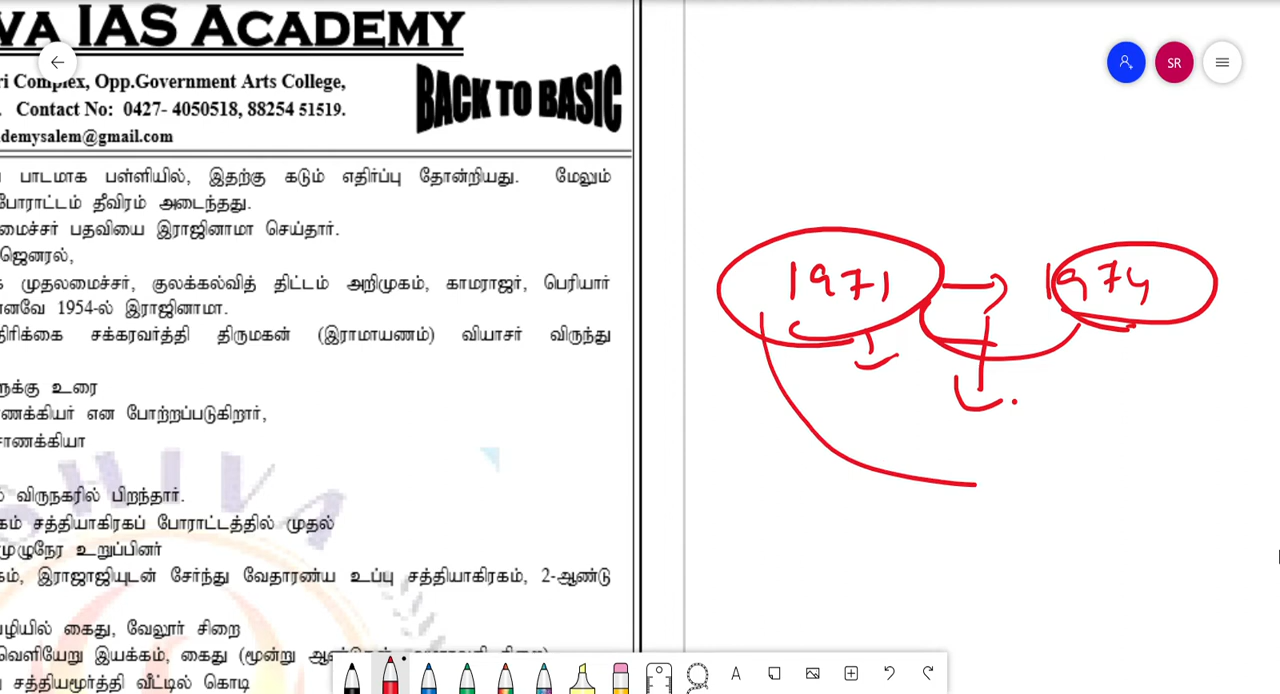 VA IAS ACADEMY
ri Complex, Opp.Government Arts College,
. Contact No: 0427- 4050518, 88254 51519.
demysalem@gmail.com
BACK TO BASIC
SR
பாடமாக பள்ளியில், இதற்கு கடும் எதிர்ப்பு தோன்றியது. மேலும்
போராட்டம் தீவிரம் அடைந்தது.
மைச்சர் பதவியை இராஜினாமா செய்தார்.
ஜெனரல்,
க முதலமைச்சர், குலக்கல்வித் திட்டம் அறிமுகம், காமராஜர், பெரியார்
ானவே 1954-ல் இராஜினாமா.
திரிக்கை சக்கரவர்த்தி திருமகன் (இராமாயணம்) வியாசர் விருந்து
ளுக்கு உரை
ாணக்கியர் என போற்றப்படுகிறார்,
சாணக்கியா
ல் விருநகரில் பிறந்தார்.
கம் சத்தியாகிரகப் போராட்டத்தில் முதல்
முழுநேர உறுப்பினர்
கம், இராஜாஜியுடன் சேர்ந்து வேதாரண்ய உப்பு சத்தியாகிரகம், 2-ஆண்டு
ழியில் கைது, வேலூர் சிறை
வெளியேறு இயக்கம், கைது (மூன்று
சத்தியமூர்த்தி வீட்டில் கொடி
SHIVA
1971 → 1974
A